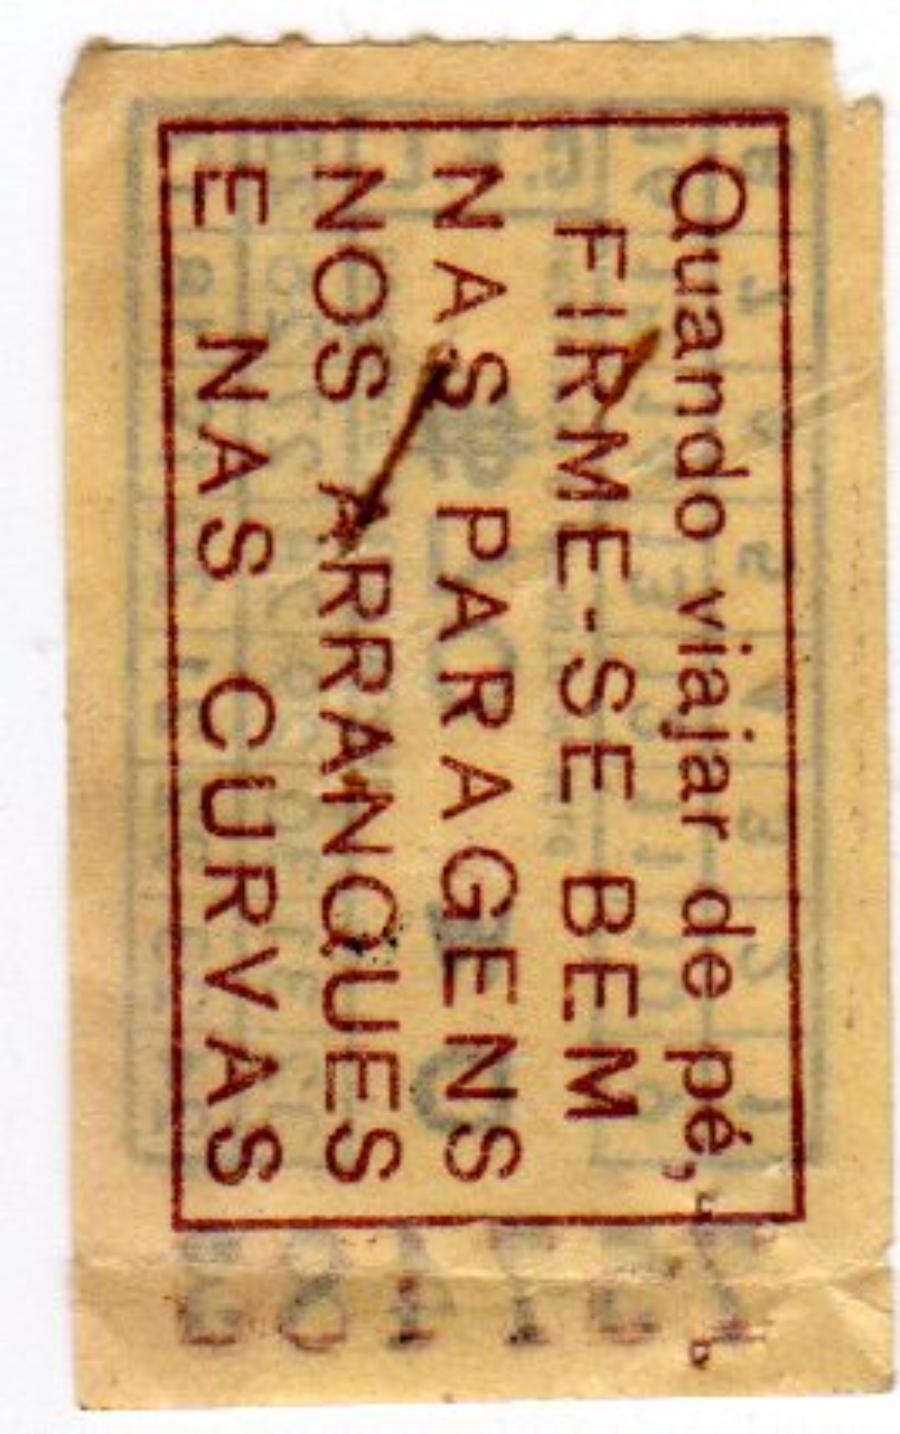 Quando viajar de pé,
FIRME-SE BEM
NAS PARAGENS
NOS ARRANQUES
E NAS CURVAS